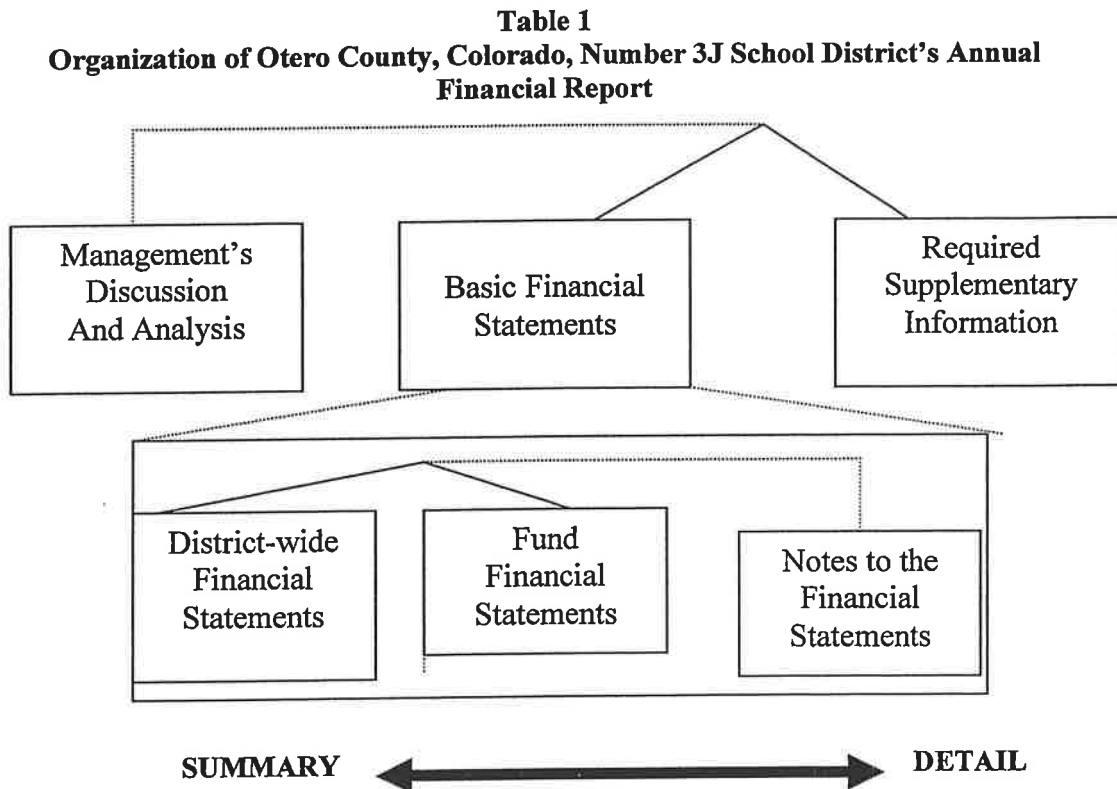 Table 1
Organization of Otero County, Colorado, Number 3J School District's Annual
Financial Report
Management's
Discussion
And Analysis
Basic Financial
Statements
Required
Supplementary
Information
District-wide
Financial
Statements
Fund
Financial
Statements
Notes to the
Financial
Statements
SUMMARY
DETAIL